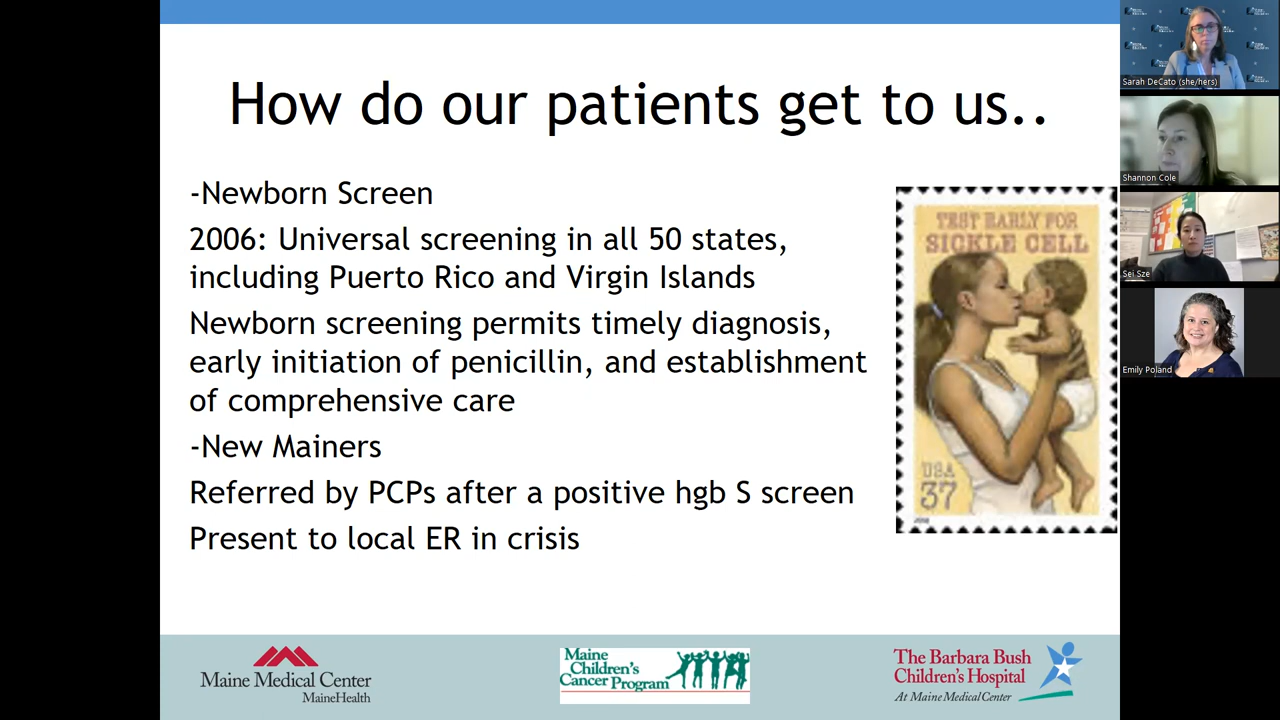 How do our patients get to us..
-Newborn Screen
2006: Universal screening in all 50 states,
including Puerto Rico and Virgin Islands
Newborn screening permits timely diagnosis,
early initiation of penicillin, and establishment
of comprehensive care
-New Mainers
Referred by PCPs after a positive hgb S screen
Present to local ER in crisis
TEST EARLY FOR
SICKLE CELL
USA
37
Maine Medical Center
MaineHealth
Maine
Children's
Cancer Program
The Barbara Bush
Children's Hospital
At Maine Medical Center
Sarah DeCato (she/hers)
Shannon Cole
Sei Sze
Emily Poland